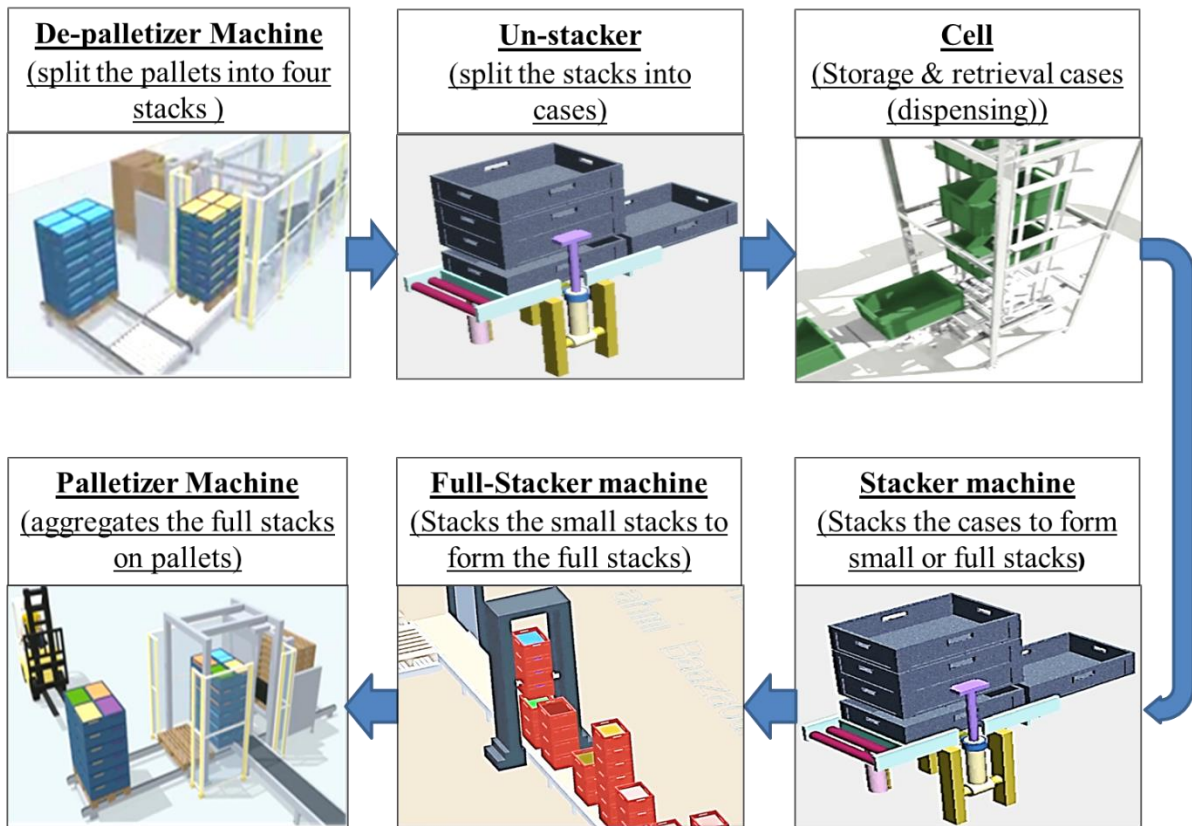 De-palletizer Machine
(split the pallets into four
stacks )
Un-stacker
(split the stacks into
cases)
Cell
(Storage & retrieval cases
(dispensing))
Palletizer Machine
(aggregates the full stacks
on pallets)
Full-Stacker machine
(Stacks the small stacks to
form the full stacks)
Stacker machine
(Stacks the cases to form
small or full stacks)